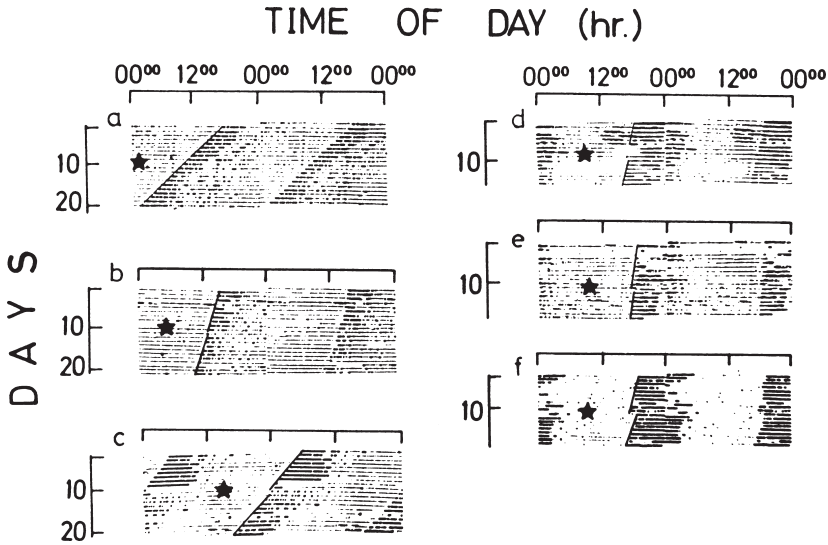 TIME OF DAY (hr.)
00⁰⁰ 12⁰⁰ 00⁰⁰ 12⁰⁰ 00⁰⁰
00⁰⁰ 12⁰⁰ 00⁰⁰ 12⁰⁰ 00⁰⁰
DAYS
a
10
20
b
10
20
c
10
20
d
10
e
10
f
10